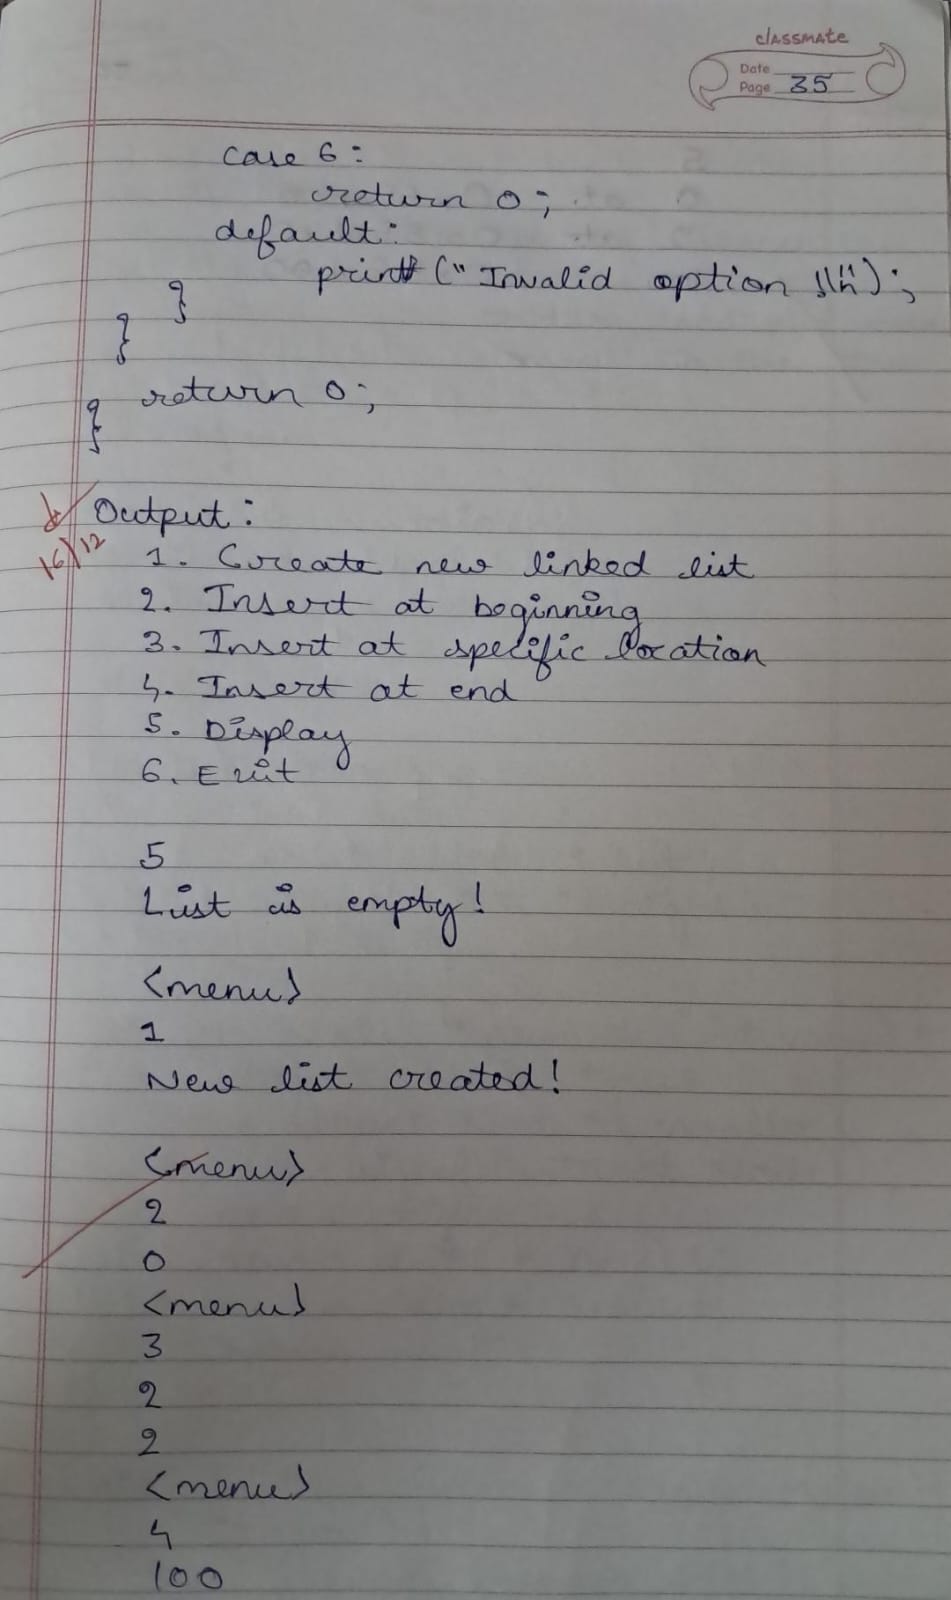 classmate
Date
Page 35
case 6:
return 0;
default:
printf("Invalid option !\n");
}
}
return 0;
}
Output:
16/12
1. Create new linked list
2. Insert at beginning
3. Insert at specific location
4. Insert at end
5. Display
6. Exit
5
List is empty!
<menu>
1
New list created!
<menu>
2
0
<menu>
3
2
2
<menu>
4
100